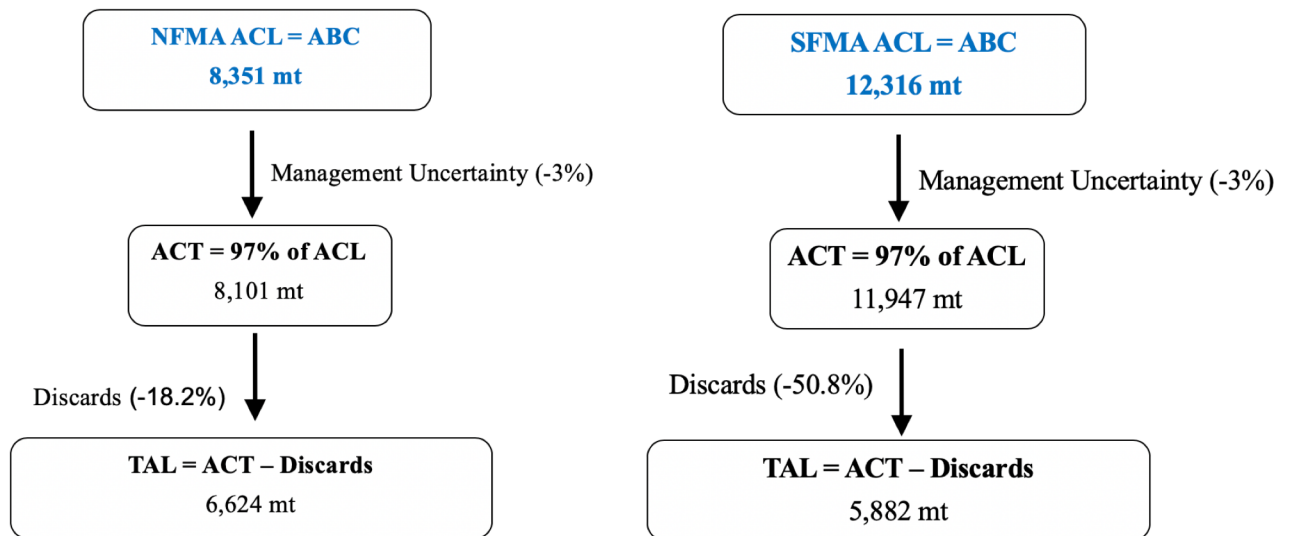 NFMA ACL = ABC
8,351 mt
Management Uncertainty (-3%)
ACT = 97% of ACL
8,101 mt
Discards (-18.2%)
TAL = ACT – Discards
6,624 mt
SFMA ACL = ABC
12,316 mt
Management Uncertainty (-3%)
ACT = 97% of ACL
11,947 mt
Discards (-50.8%)
TAL = ACT – Discards
5,882 mt